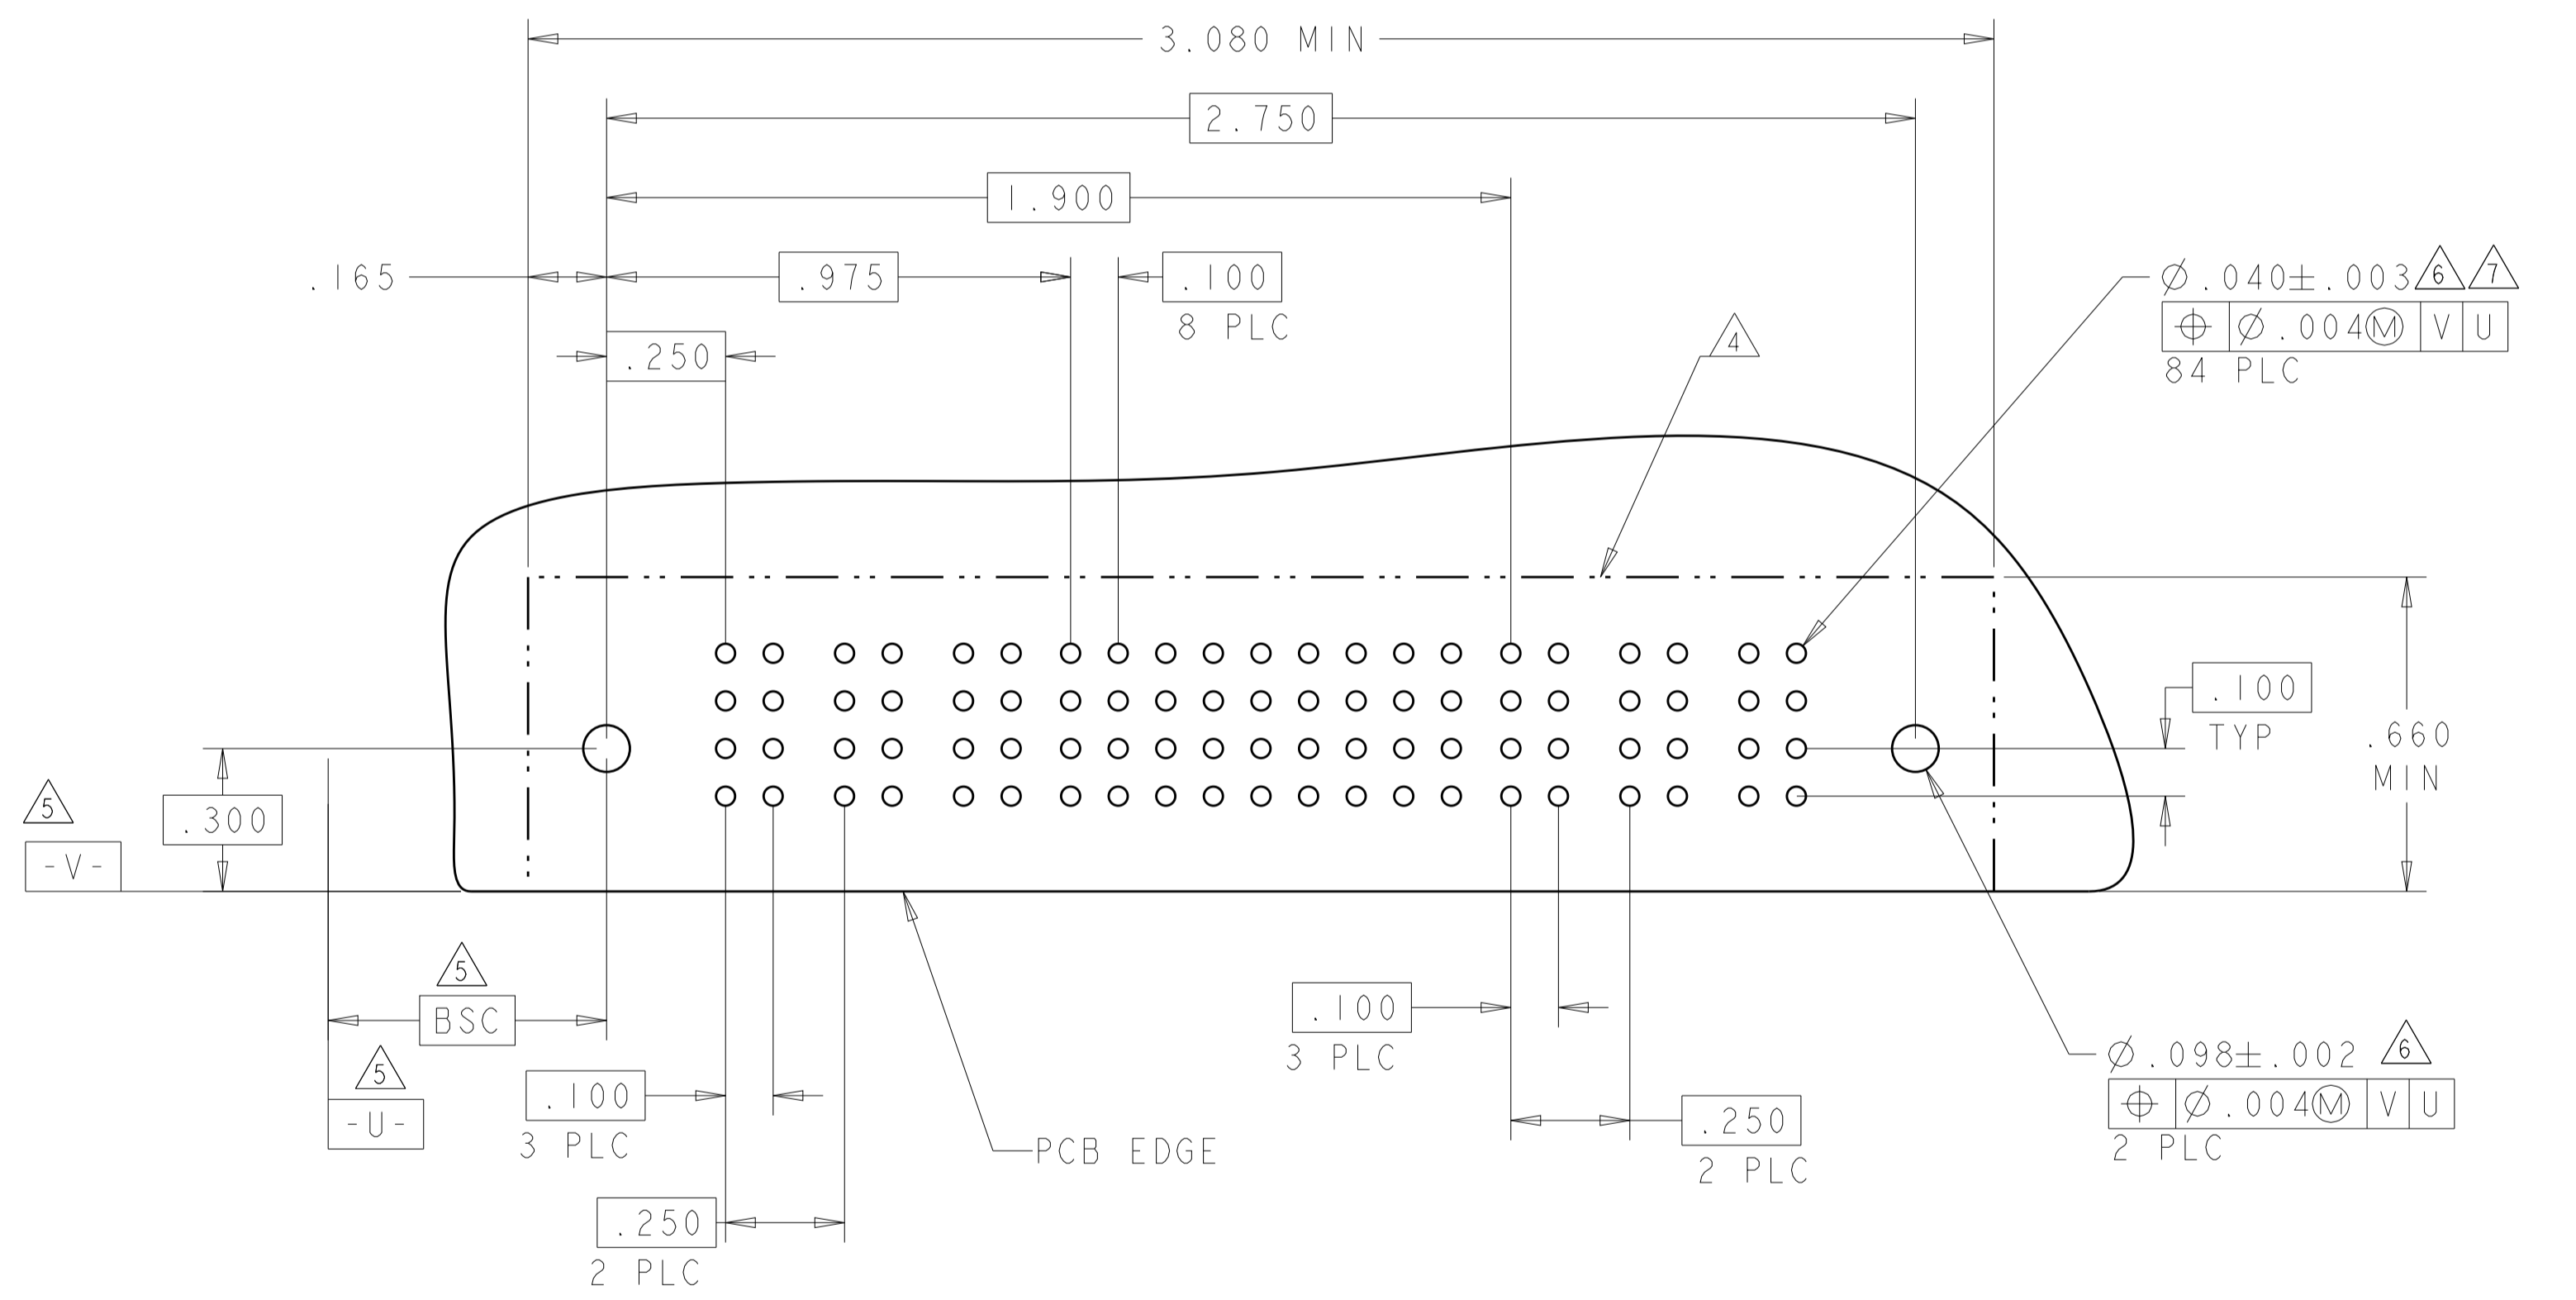 3.080 MIN
2.750
1.900
.165
.975
.100
8 PLC
.250
4
⌀.040±.003 6 7
⌖ ⌀.004Ⓜ V U
84 PLC
.100
TYP
.660
MIN
5
-V-
.300
5
BSC
5
-U-
.100
3 PLC
.250
2 PLC
PCB EDGE
.100
3 PLC
.250
2 PLC
⌀.098±.002 6
⌖ ⌀.004Ⓜ V U
2 PLC